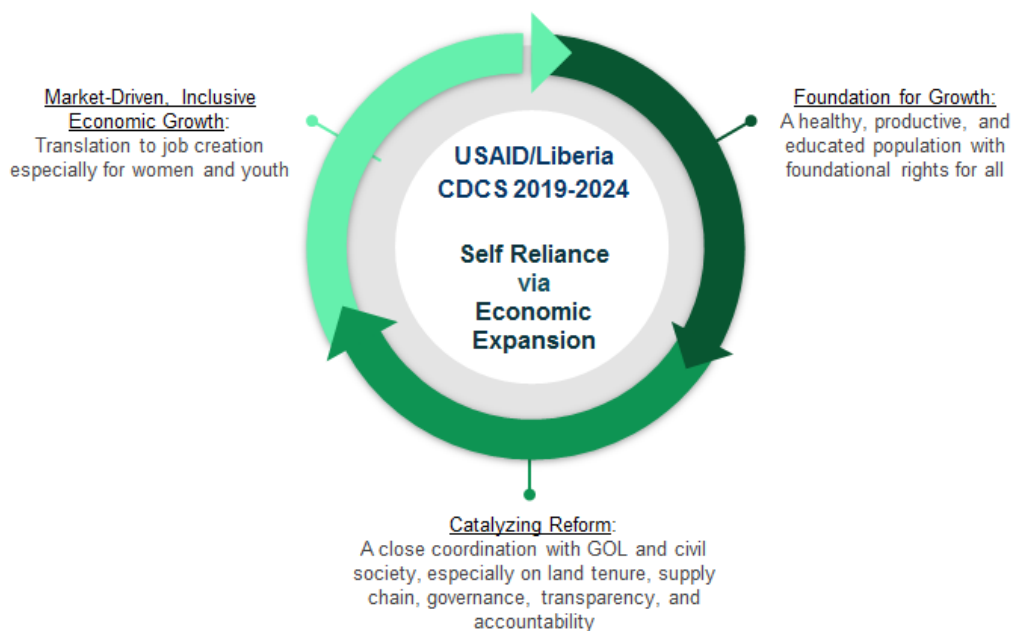 Market-Driven, Inclusive
Economic Growth:
Translation to job creation
especially for women and youth
Foundation for Growth:
A healthy, productive, and
educated population with
foundational rights for all
USAID/Liberia
CDCS 2019-2024
Self Reliance
via
Economic
Expansion
Catalyzing Reform:
A close coordination with GOL and civil
society, especially on land tenure, supply
chain, governance, transparency, and
accountability